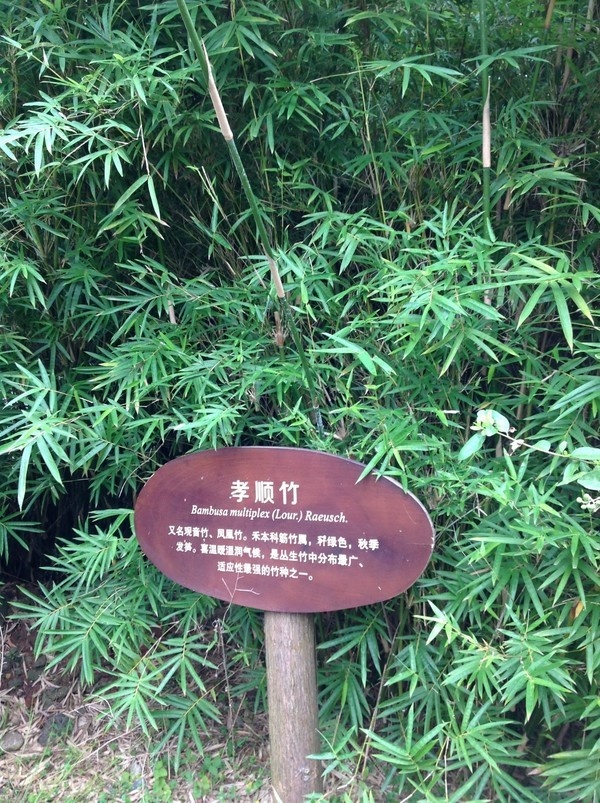 孝顺竹
Bambusa multiplex (Lour.) Raeusch.
又名观音竹、凤凰竹。禾本科簕竹属，秆绿色，秋季
发笋。喜温暖湿润气候，是丛生竹中分布最广、
适应性最强的竹种之一。